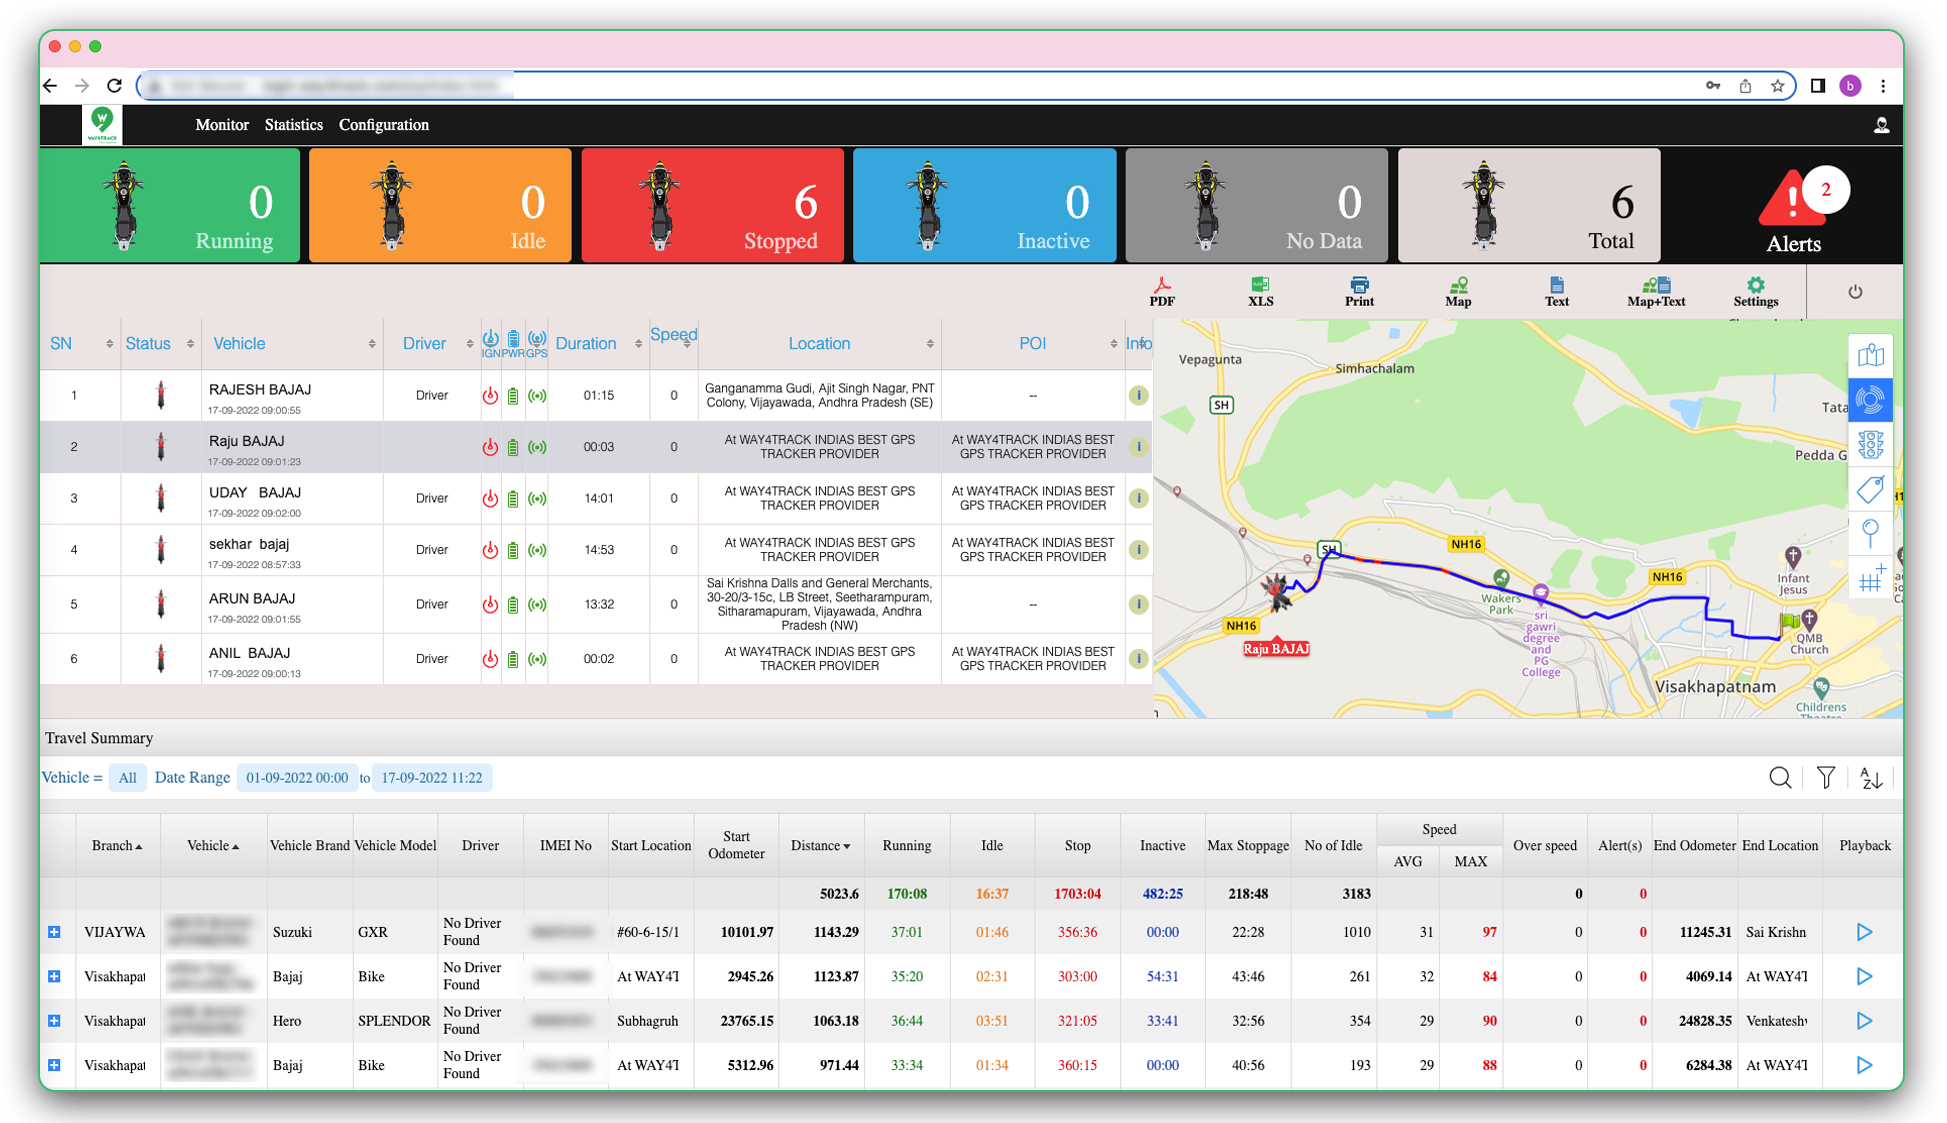 b
W
WAY4TRACK
Monitor Statistics Configuration
0
Running
0
Idle
6
Stopped
0
Inactive
0
No Data
6
Total
2
Alerts
PDF XLS Print Map Text Map+Text Settings
SN Status Vehicle Driver IGN PWR GPS Duration Speed Location POI Info
1 RAJESH BAJAJ Driver 01:15 0 Ganganamma Gudi, Ajit Singh Nagar, PNT -- i
17-09-2022 09:00:55 Colony, Vijayawada, Andhra Pradesh (SE)
2 Raju BAJAJ 00:03 0 At WAY4TRACK INDIAS BEST GPS At WAY4TRACK INDIAS BEST i
17-09-2022 09:01:23 TRACKER PROVIDER GPS TRACKER PROVIDER
3 UDAY BAJAJ Driver 14:01 0 At WAY4TRACK INDIAS BEST GPS At WAY4TRACK INDIAS BEST i
17-09-2022 09:02:00 TRACKER PROVIDER GPS TRACKER PROVIDER
4 sekhar bajaj Driver 14:53 0 At WAY4TRACK INDIAS BEST GPS At WAY4TRACK INDIAS BEST i
17-09-2022 08:57:33 TRACKER PROVIDER GPS TRACKER PROVIDER
Sai Krishna Dalls and General Merchants,
5 ARUN BAJAJ Driver 13:32 0 30-20/3-15c, LB Street, Seetharampuram, -- i
17-09-2022 09:01:55 Sitharamapuram, Vijayawada, Andhra
Pradesh (NW)
6 ANIL BAJAJ Driver 00:02 0 At WAY4TRACK INDIAS BEST GPS At WAY4TRACK INDIAS BEST i
17-09-2022 09:00:13 TRACKER PROVIDER GPS TRACKER PROVIDER
Vepagunta
Simhachalam
SH
Tata
Pedda G
SH
NH16
NH16
Infant
Jesus
Wakers
Park
NH16
sri
gawri
degree
and
PG
College
QMB
Church
Raju BAJAJ
Visakhapatnam
Childrens
Travel Summary
Vehicle = All Date Range 01-09-2022 00:00 to 17-09-2022 11:22
Branch Vehicle Vehicle Brand Vehicle Model Driver IMEI No Start Location Start Odometer Distance Running Idle Stop Inactive Max Stoppage No of Idle Speed AVG MAX Over speed Alert(s) End Odometer End Location Playback
5023.6 170:08 16:37 1703:04 482:25 218:48 3183 0 0
VIJAYWA Suzuki GXR No Driver Found #60-6-15/1 10101.97 1143.29 37:01 01:46 356:36 00:00 22:28 1010 31 97 0 0 11245.31 Sai Krishn
Visakhapat Bajaj Bike No Driver Found At WAY4T 2945.26 1123.87 35:20 02:31 303:00 54:31 43:46 261 32 84 0 0 4069.14 At WAY4T
Visakhapat Hero SPLENDOR No Driver Found Subhagruh 23765.15 1063.18 36:44 03:51 321:05 33:41 32:56 354 29 90 0 0 24828.35 Venkatesh
Visakhapat Bajaj Bike No Driver Found At WAY4T 5312.96 971.44 33:34 01:34 360:15 00:00 40:56 193 29 88 0 0 6284.38 At WAY4T